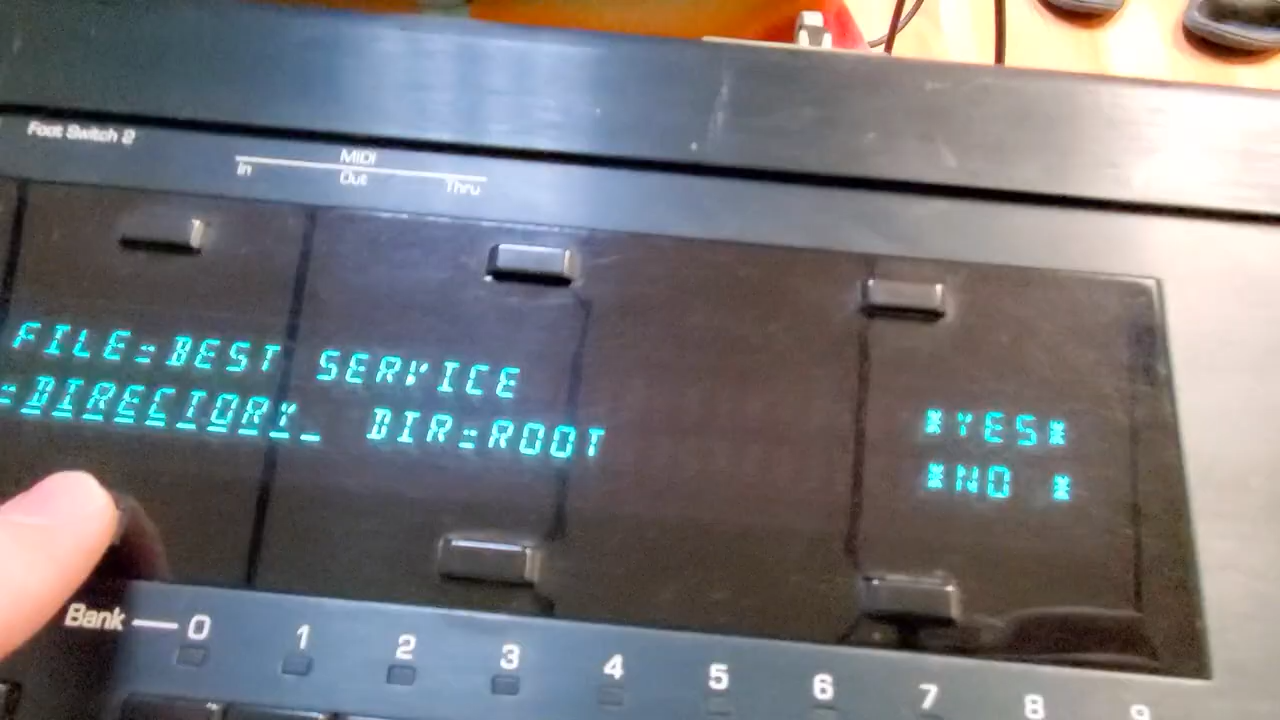 Foot Switch 2
MIDI
In Out Thru
FILE=BEST SERVICE
=DIRECTORY_ DIR=ROOT
*YES*
*NO *
Bank 0 1 2 3 4 5 6 7 8 9